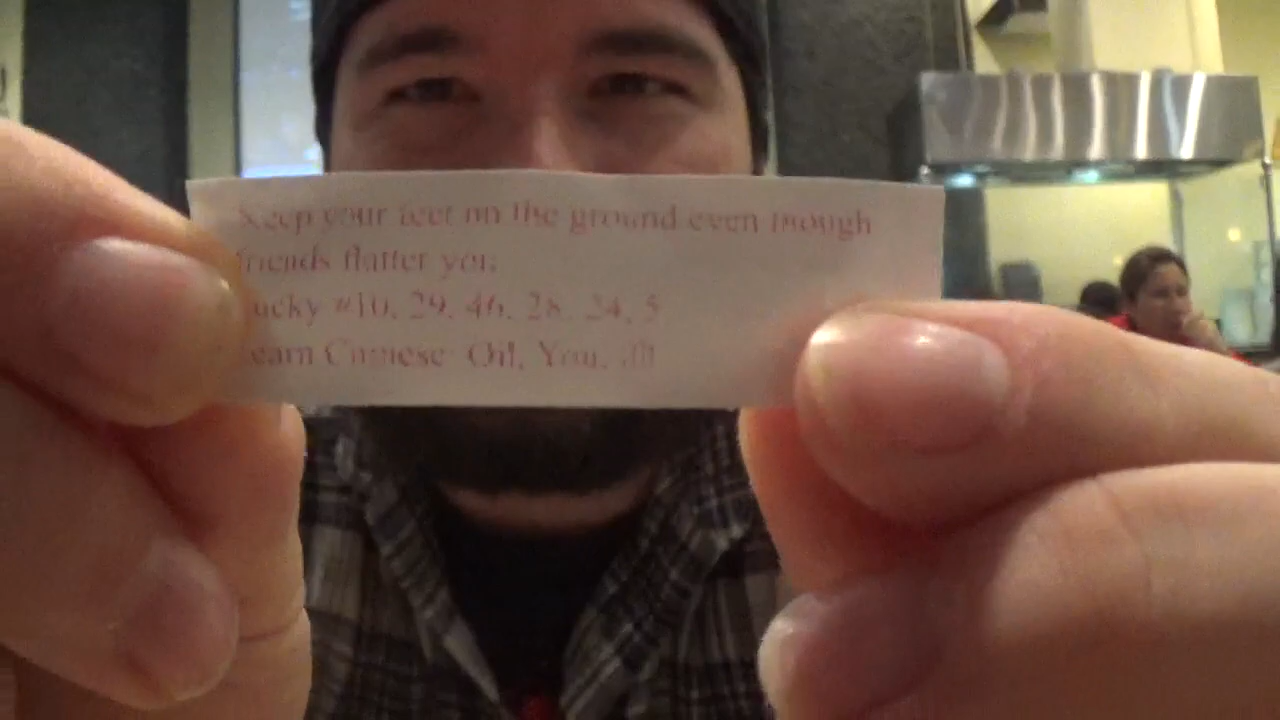 Keep your feet on the ground even though
friends flatter you.
Lucky #10, 29, 46, 28, 24, 5
Learn Chinese: Oil, You, 油